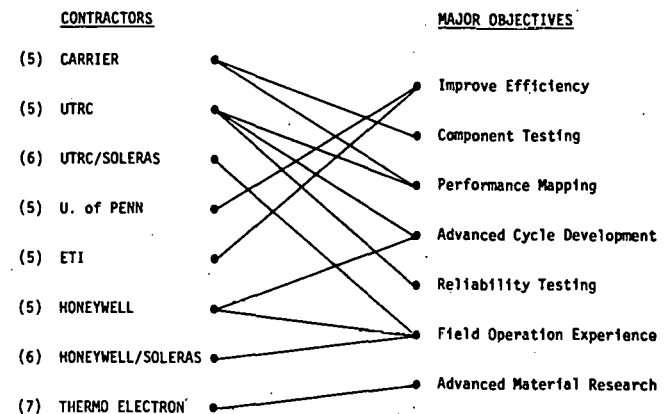 CONTRACTORS
MAJOR OBJECTIVES
(5) CARRIER
Improve Efficiency
(5) UTRC
Component Testing
(6) UTRC/SOLERAS
Performance Mapping
(5) U. of PENN
Advanced Cycle Development
(5) ETI
Reliability Testing
(5) HONEYWELL
Field Operation Experience
(6) HONEYWELL/SOLERAS
Advanced Material Research
(7) THERMO ELECTRON